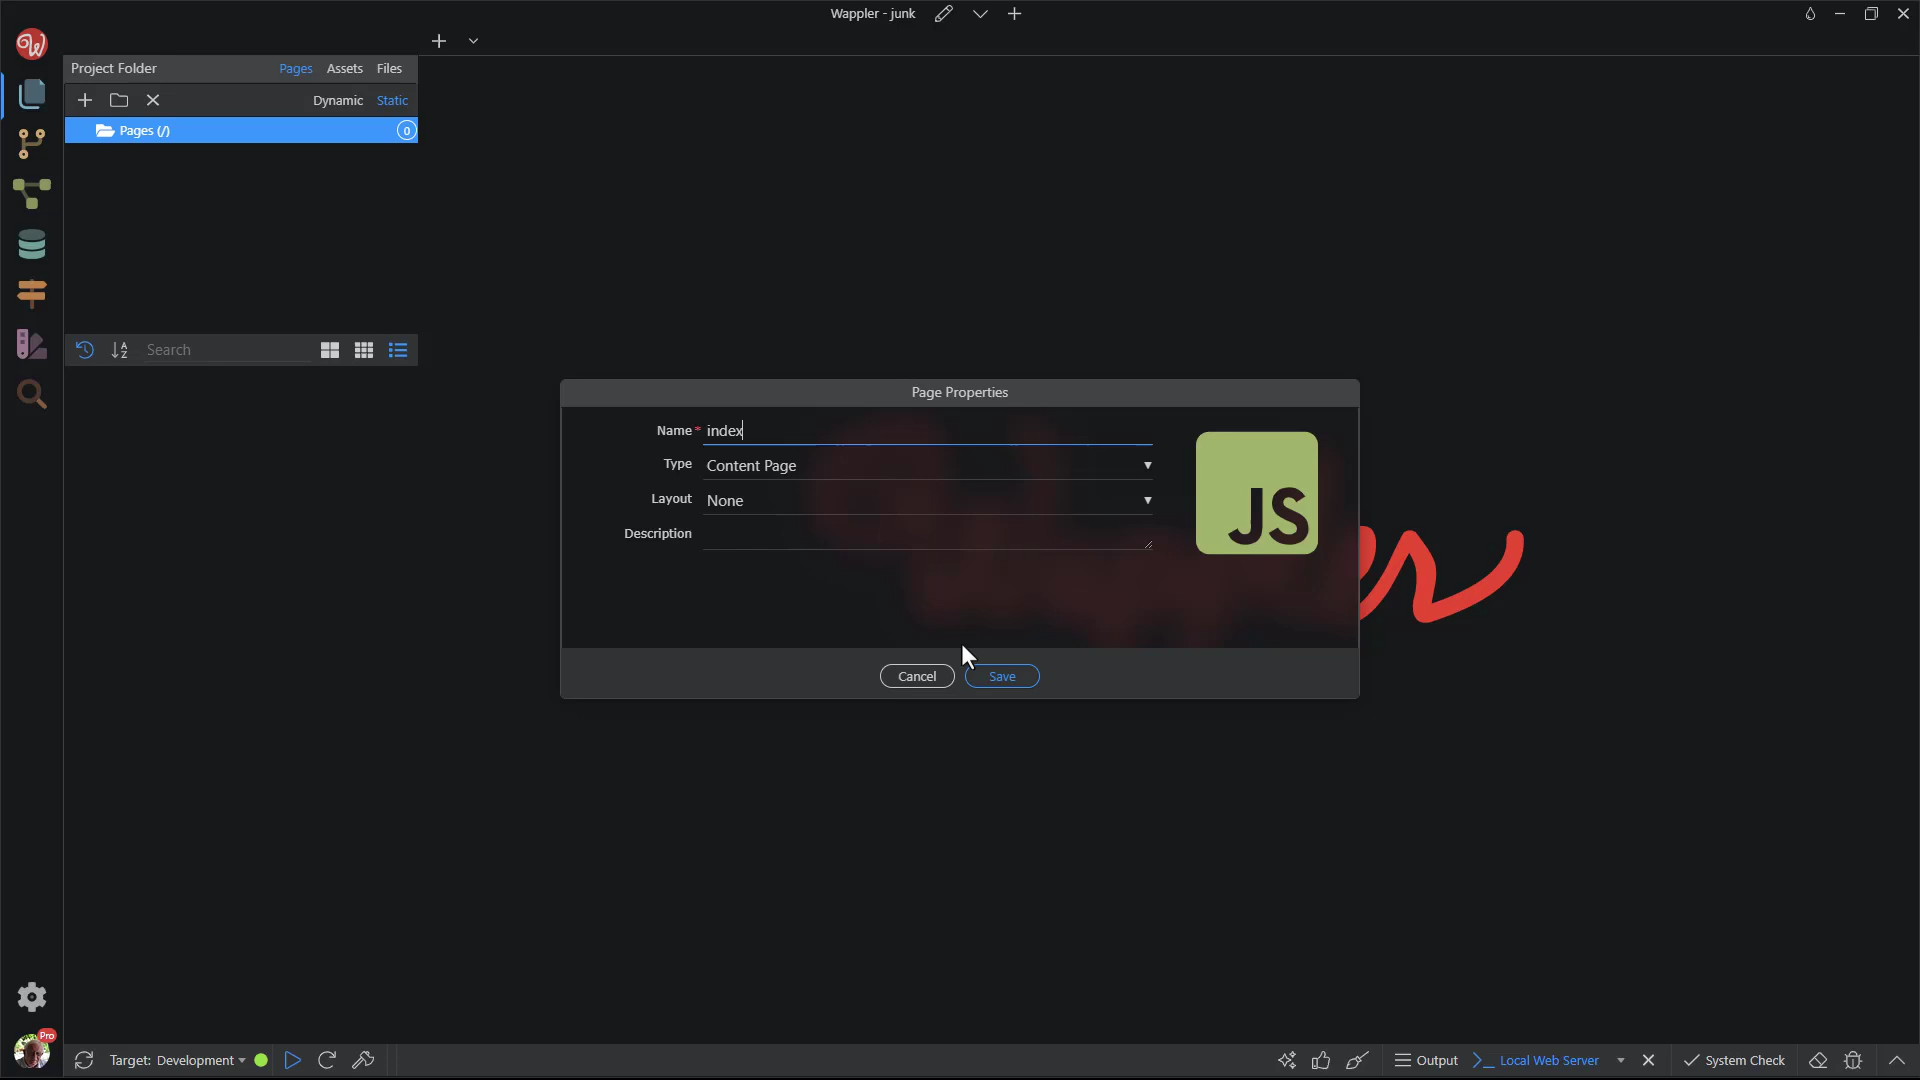 Wappler - junk
Project Folder Pages Assets Files
Dynamic Static
Pages (/) 0
Search
Page Properties
Name * index
Type Content Page
Layout None
Description
JS
Cancel Save
Pro
Target: Development
Output Local Web Server System Check